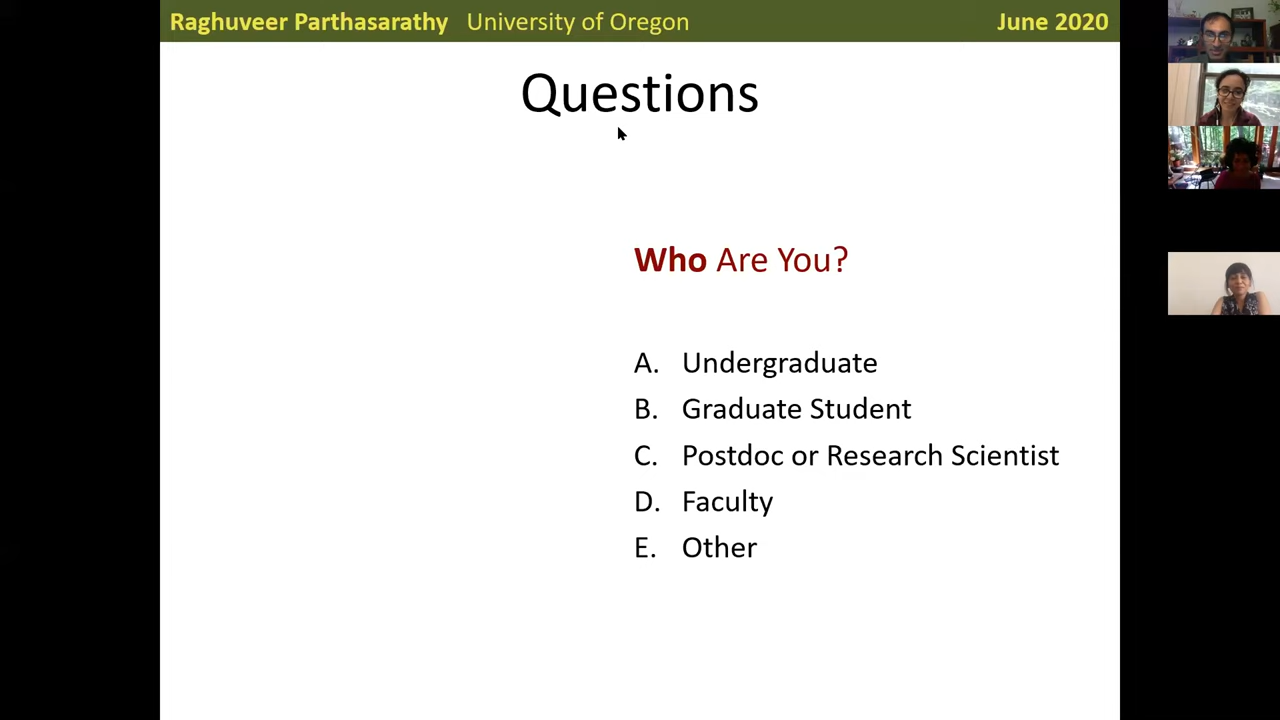 Raghuveer Parthasarathy University of Oregon June 2020
Questions
Who Are You?
A. Undergraduate
B. Graduate Student
C. Postdoc or Research Scientist
D. Faculty
E. Other